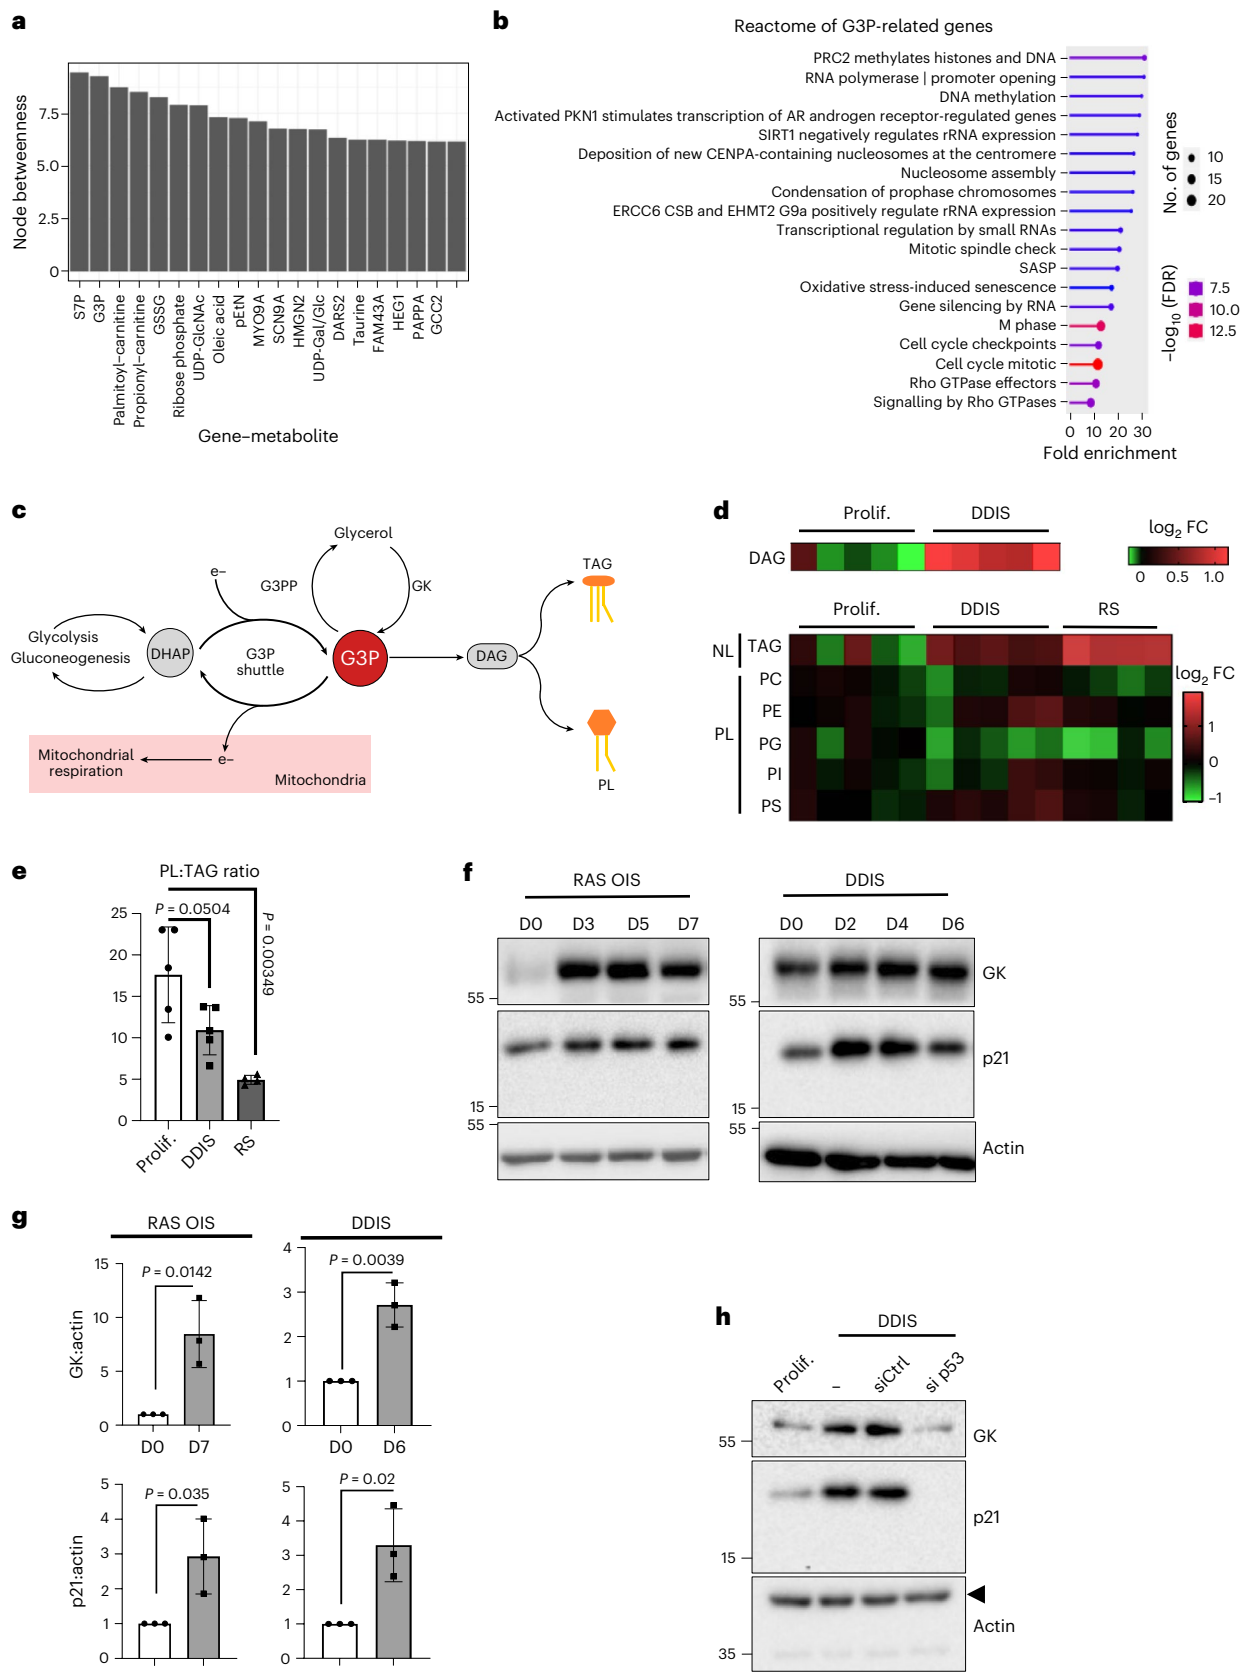 a
Node betweenness
7.5
5.0
2.5
0
S7P
G3P
Palmitoyl–carnitine
Propionyl–carnitine
GSSG
Ribose phosphate
UDP-GlcNAc
Oleic acid
pEtN
MYO9A
SCN9A
HMGN2
UDP-Gal/Glc
DARS2
Taurine
FAM43A
HEG1
PAPPA
GCC2
Gene–metabolite
b
Reactome of G3P-related genes
PRC2 methylates histones and DNA
RNA polymerase | promoter opening
DNA methylation
Activated PKN1 stimulates transcription of AR androgen receptor-regulated genes
SIRT1 negatively regulates rRNA expression
Deposition of new CENPA-containing nucleosomes at the centromere
Nucleosome assembly
Condensation of prophase chromosomes
ERCC6 CSB and EHMT2 G9a positively regulate rRNA expression
Transcriptional regulation by small RNAs
Mitotic spindle check
SASP
Oxidative stress-induced senescence
Gene silencing by RNA
M phase
Cell cycle checkpoints
Cell cycle mitotic
Rho GTPase effectors
Signalling by Rho GTPases
0 10 20 30
Fold enrichment
No. of genes
10
15
20
–log10 (FDR)
7.5
10.0
12.5
c
Glycerol
e–
G3PP
GK
TAG
Glycolysis
Gluconeogenesis
DHAP
G3P
shuttle
G3P
DAG
Mitochondrial
respiration
e–
Mitochondria
PL
d
Prolif. DDIS
DAG
log2 FC
0 0.5 1.0
Prolif. DDIS RS
NL TAG
PL
PC
PE
PG
PI
PS
log2 FC
1
0
–1
e
PL:TAG ratio
P = 0.0504
P = 0.00349
25
20
15
10
5
0
Prolif.
DDIS
RS
f
RAS OIS DDIS
D0 D3 D5 D7 D0 D2 D4 D6
55 55 GK
p21
15 15
55 55
Actin
g
RAS OIS DDIS
GK:actin
P = 0.0142
15
10
5
0
D0 D7
P = 0.0039
4
3
2
1
0
D0 D6
p21:actin
P = 0.035
5
4
3
2
1
0
P = 0.02
5
4
3
2
1
0
h
DDIS
Prolif.
–
siCtrl
si p53
55 GK
p21
15
Actin
35